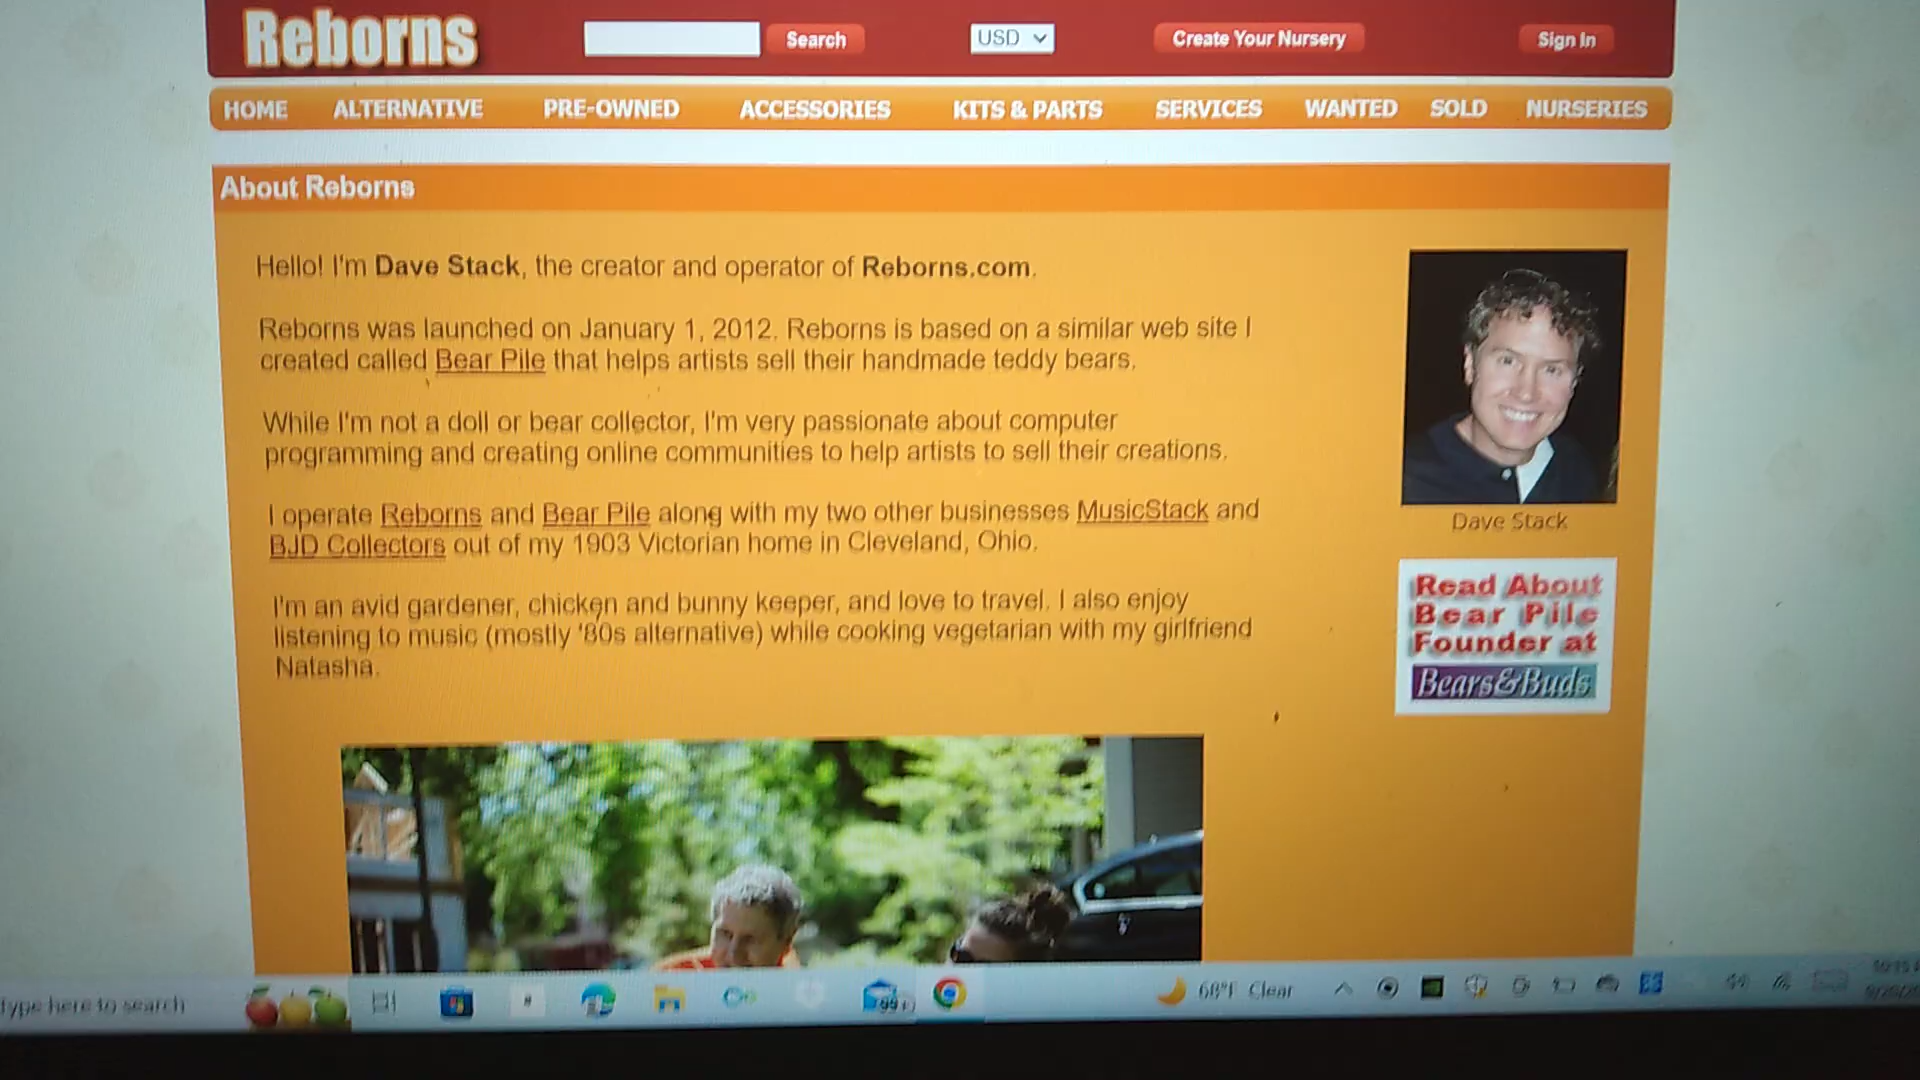 Reborns
Search
USD
Create Your Nursery
Sign In
HOME ALTERNATIVE PRE-OWNED ACCESSORIES KITS & PARTS SERVICES WANTED SOLD NURSERIES
About Reborns
Hello! I'm Dave Stack, the creator and operator of Reborns.com.
Reborns was launched on January 1, 2012. Reborns is based on a similar web site I
created called Bear Pile that helps artists sell their handmade teddy bears.
While I'm not a doll or bear collector, I'm very passionate about computer
programming and creating online communities to help artists to sell their creations.
I operate Reborns and Bear Pile along with my two other businesses MusicStack and
BJD Collectors out of my 1903 Victorian home in Cleveland, Ohio.
I'm an avid gardener, chicken and bunny keeper, and love to travel. I also enjoy
listening to music (mostly '80s alternative) while cooking vegetarian with my girlfriend
Natasha.
Dave Stack
Read About
Bear Pile
Founder at
Bears&Buds
Type here to search
99+
68°F Clear